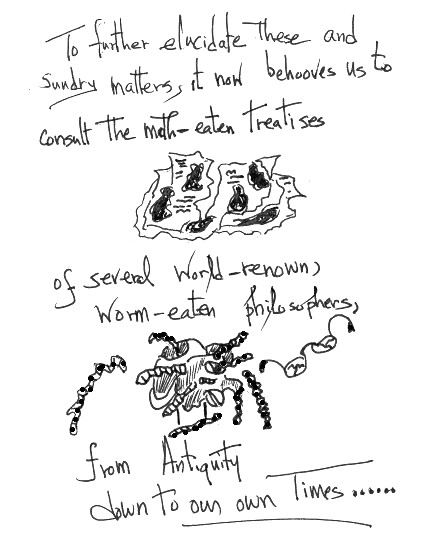 To further elucidate these and
sundry matters, it now behooves us to
consult the moth-eaten treatises
of several world-renown,
worm-eaten philosophers,
from Antiquity
down to our own Times......